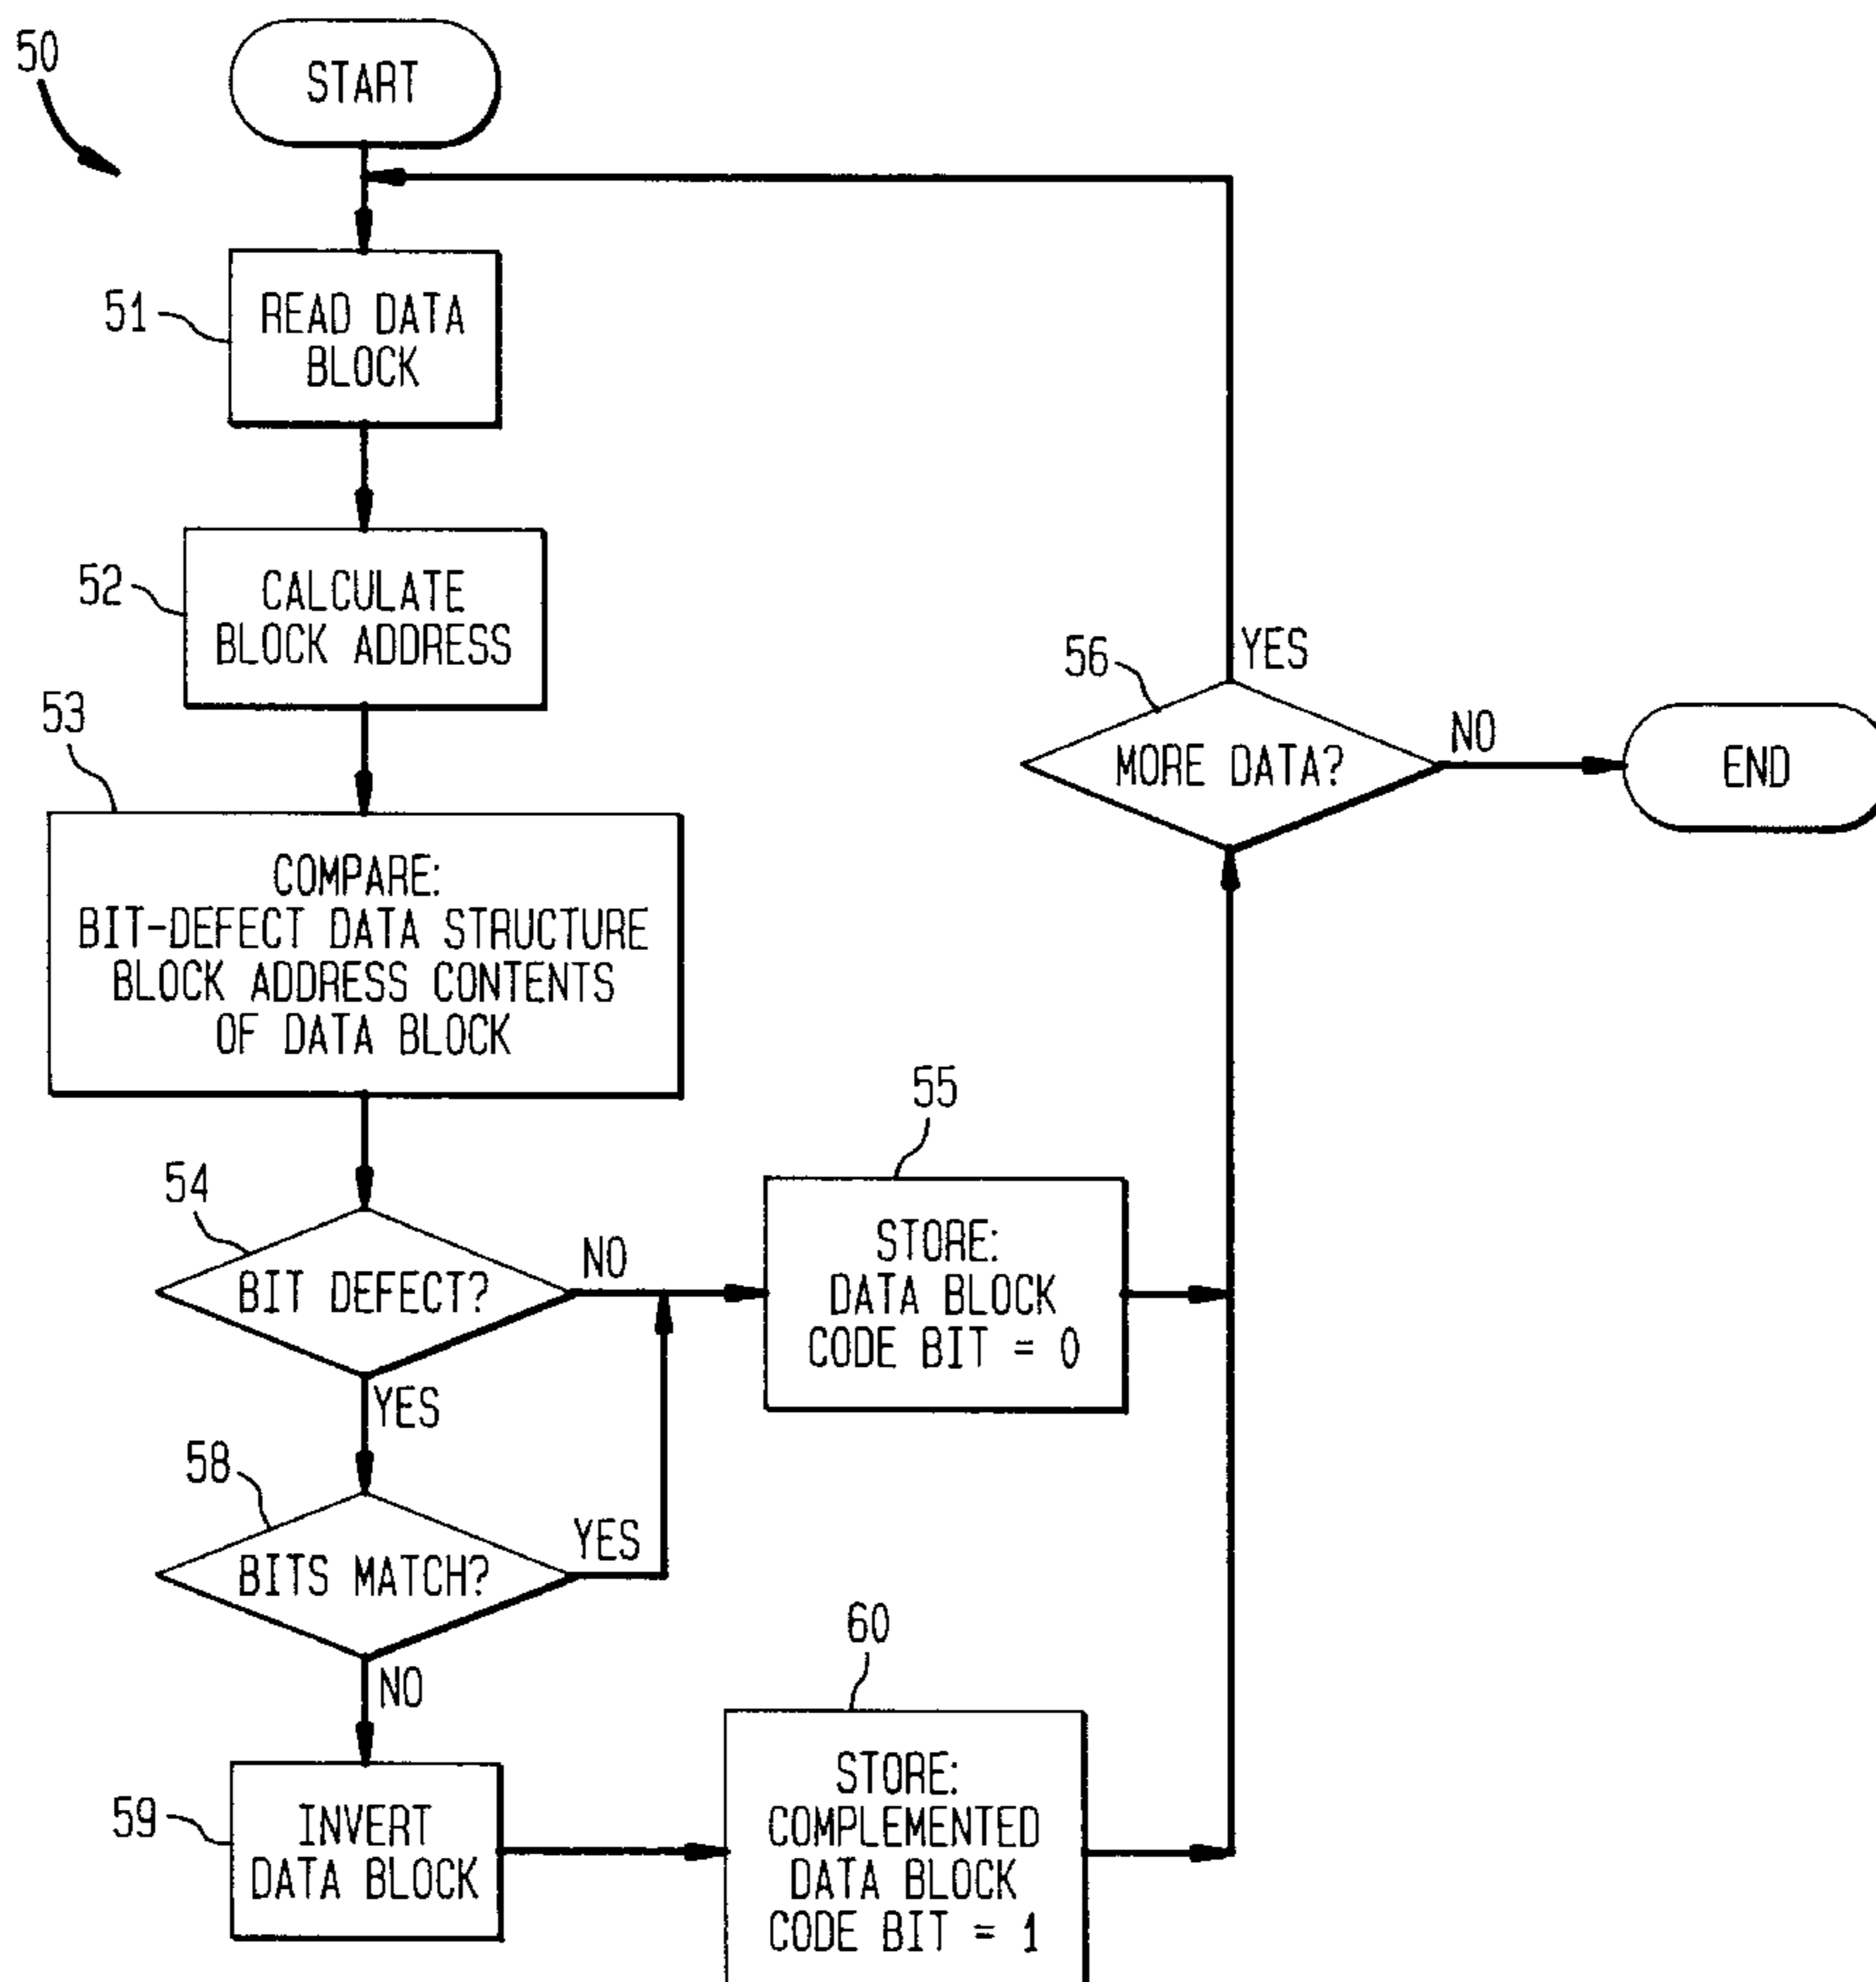 50
START
51
READ DATA
BLOCK
52
CALCULATE
BLOCK ADDRESS
53
COMPARE:
BIT-DEFECT DATA STRUCTURE
BLOCK ADDRESS CONTENTS
OF DATA BLOCK
54
BIT DEFECT?
NO
YES
55
STORE:
DATA BLOCK
CODE BIT = 0
56
YES
MORE DATA?
NO
END
58
BITS MATCH?
YES
NO
59
INVERT
DATA BLOCK
60
STORE:
COMPLEMENTED
DATA BLOCK
CODE BIT = 1